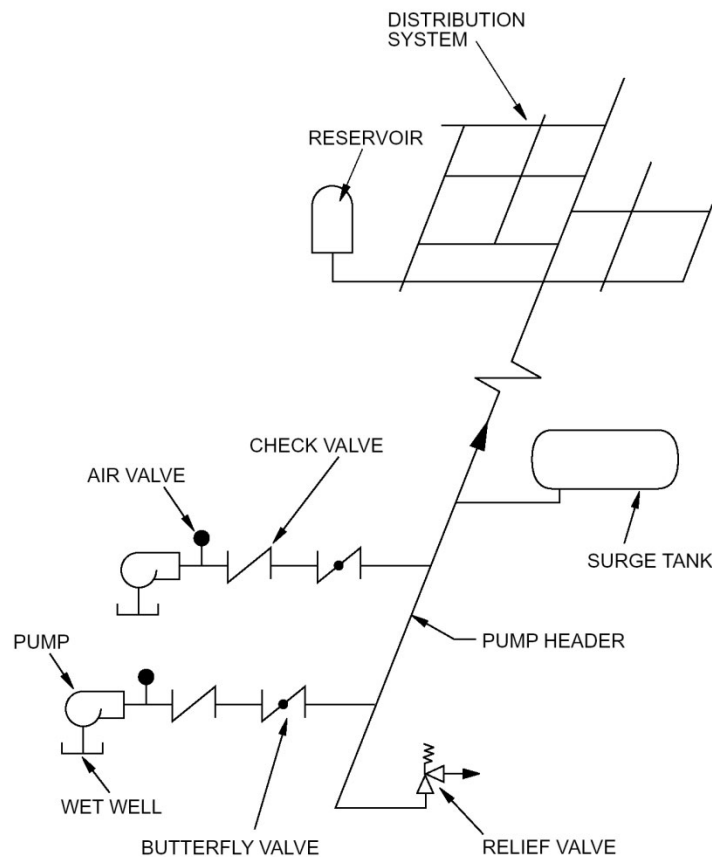 DISTRIBUTION
SYSTEM
RESERVOIR
CHECK VALVE
AIR VALVE
SURGE TANK
PUMP HEADER
PUMP
WET WELL
BUTTERFLY VALVE
RELIEF VALVE